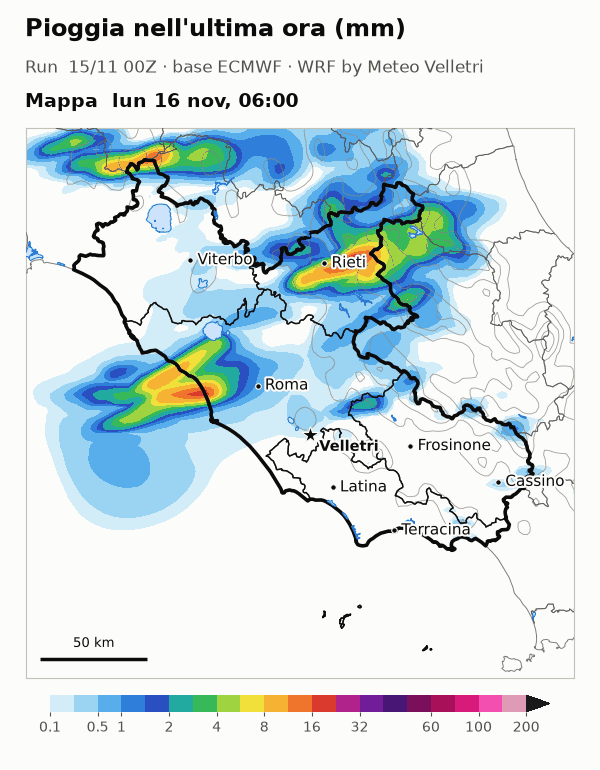 Pioggia nell'ultima ora (mm)
Run  15/11 00Z · base ECMWF · WRF by Meteo Velletri
Mappa  lun 16 nov, 06:00
Viterbo
Rieti
Roma
Velletri
Frosinone
Cassino
Latina
Terracina
50 km
0.1 0.5 1 2 4 8 16 32 60 100 200